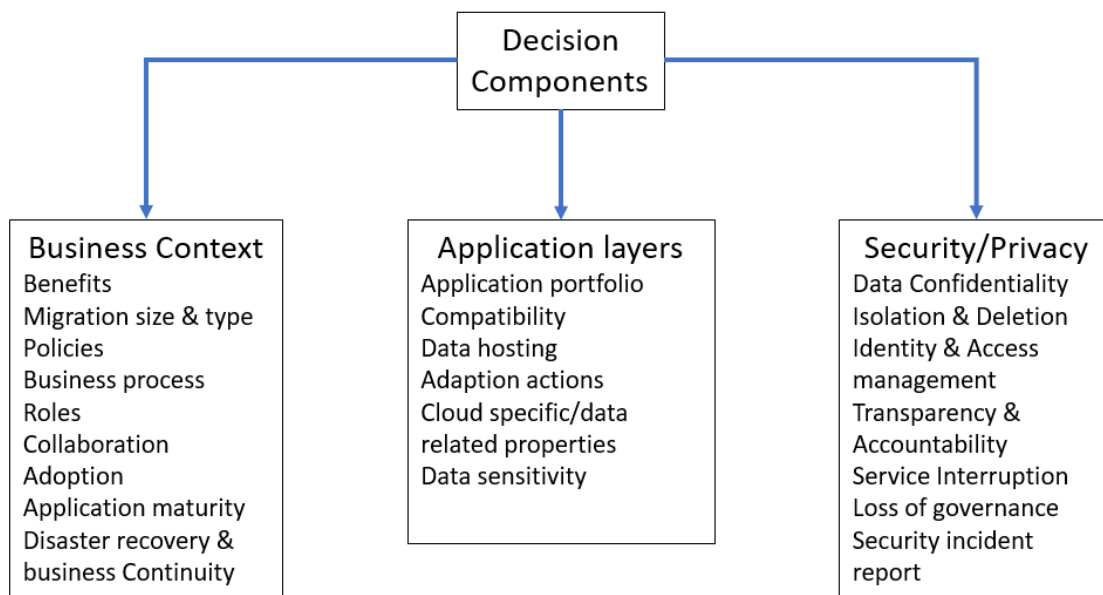 Decision
Components
Business Context
Benefits
Migration size & type
Policies
Business process
Roles
Collaboration
Adoption
Application maturity
Disaster recovery &
business Continuity
Application layers
Application portfolio
Compatibility
Data hosting
Adaption actions
Cloud specific/data
related properties
Data sensitivity
Security/Privacy
Data Confidentiality
Isolation & Deletion
Identity & Access
management
Transparency &
Accountability
Service Interruption
Loss of governance
Security incident
report